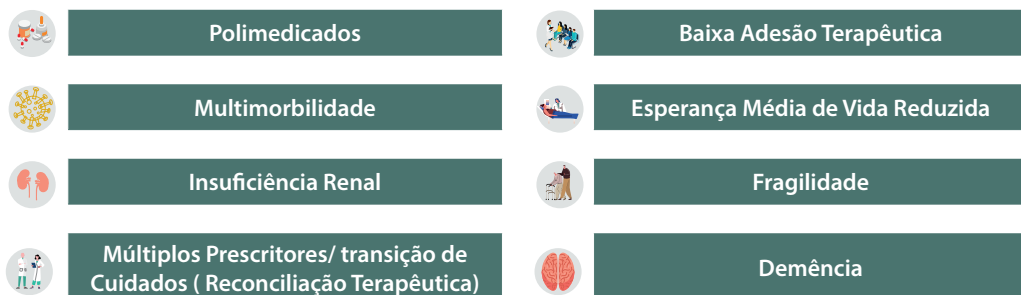 Polimedicados
Baixa Adesão Terapêutica
Multimorbilidade
Esperança Média de Vida Reduzida
Insuficiência Renal
Fragilidade
Múltiplos Prescritores/ transição de
Cuidados ( Reconciliação Terapêutica)
Demência